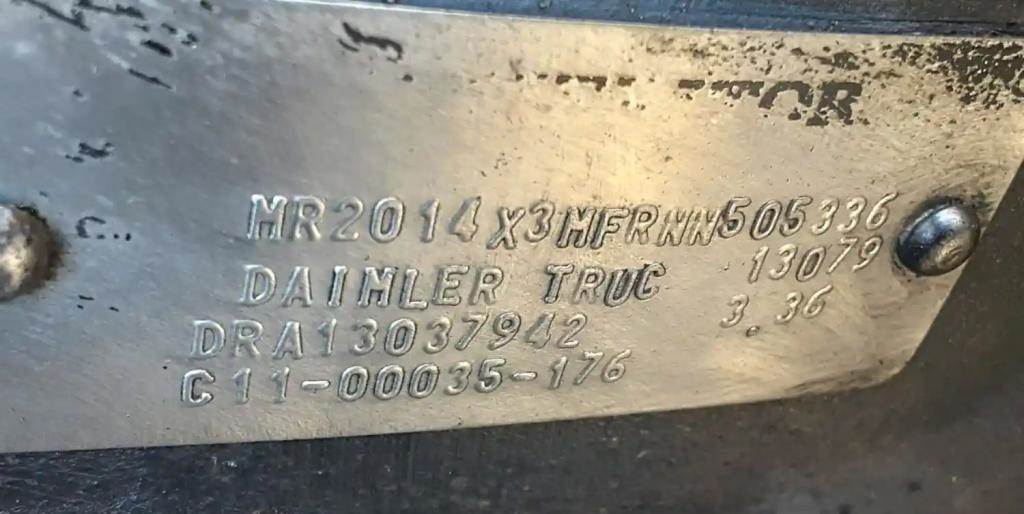 MR2014X3MFRNN505336
DAIMLER TRUC 13079
DRA13037942 3.36
C11-00035-176